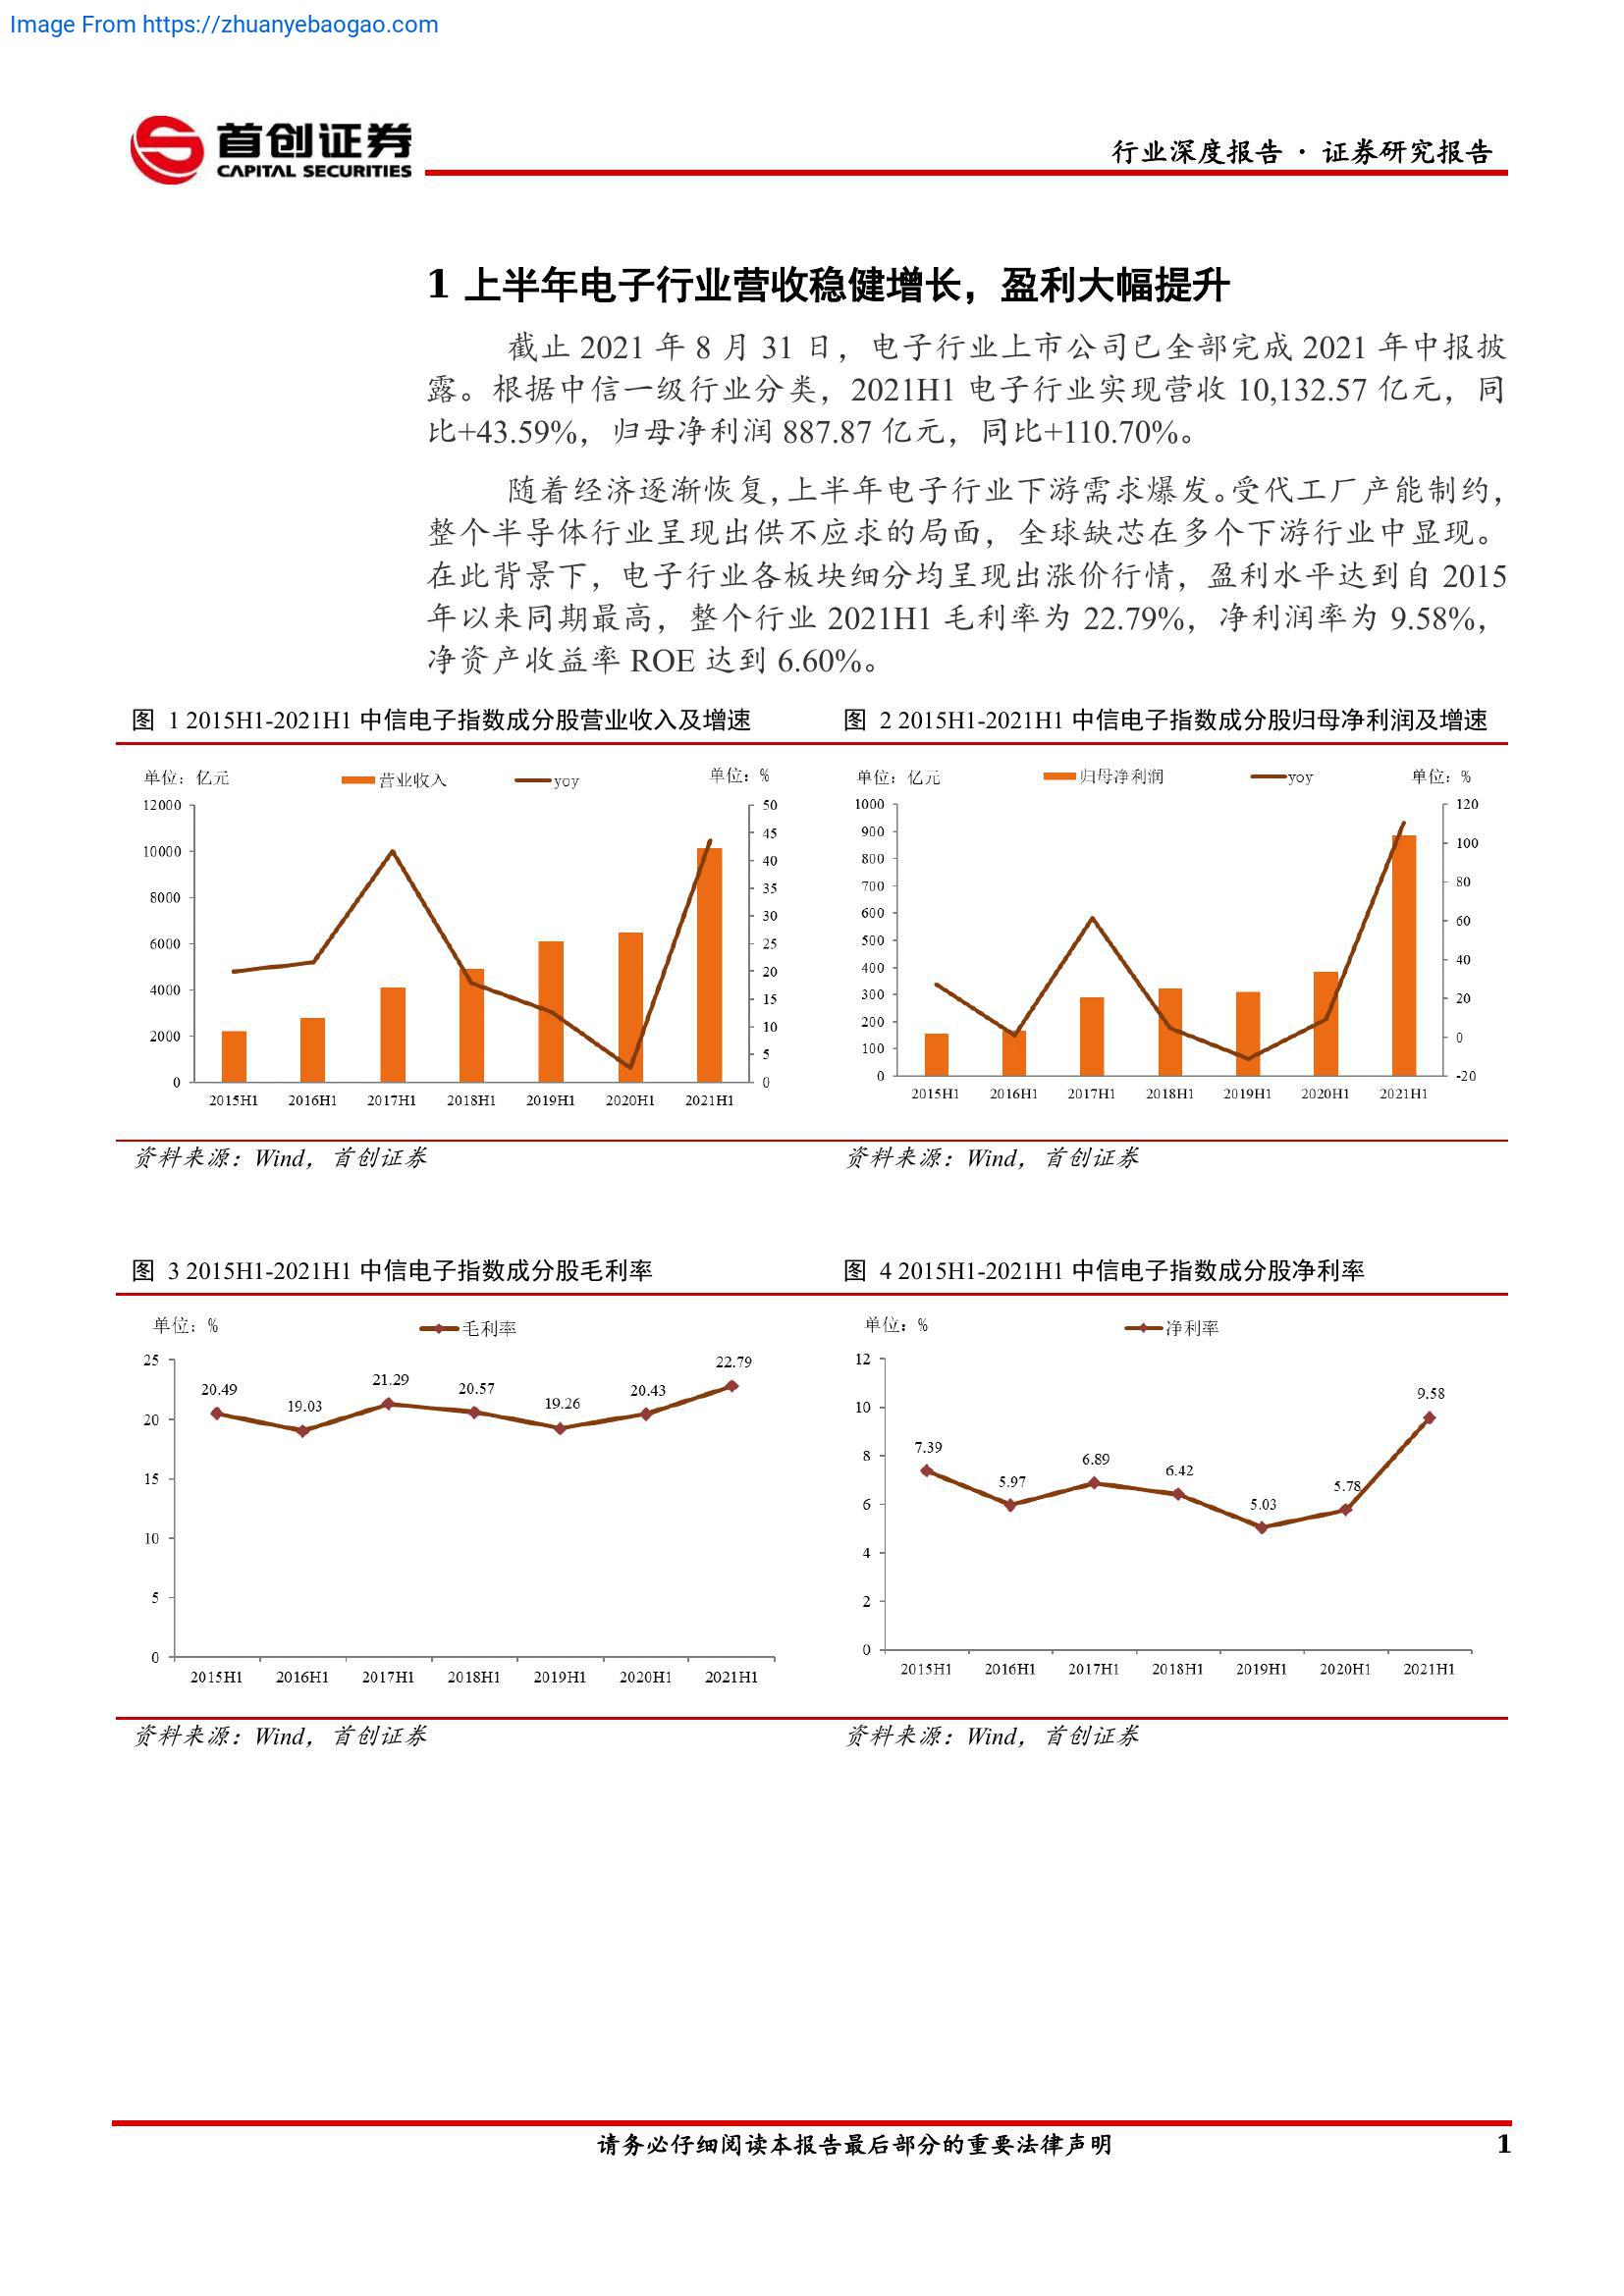 Image From https://zhuanyebaogao.com
首创证券
CAPITAL SECURITIES
行业深度报告 · 证券研究报告
1 上半年电子行业营收稳健增长，盈利大幅提升
截止 2021 年 8 月 31 日，电子行业上市公司已全部完成 2021 年中报披
露。根据中信一级行业分类，2021H1 电子行业实现营收 10,132.57 亿元，同
比+43.59%，归母净利润 887.87 亿元，同比+110.70%。
随着经济逐渐恢复，上半年电子行业下游需求爆发。受代工厂产能制约，
整个半导体行业呈现出供不应求的局面，全球缺芯在多个下游行业中显现。
在此背景下，电子行业各板块细分均呈现出涨价行情，盈利水平达到自 2015
年以来同期最高，整个行业 2021H1 毛利率为 22.79%，净利润率为 9.58%，
净资产收益率 ROE 达到 6.60%。
图 1 2015H1-2021H1 中信电子指数成分股营业收入及增速
单位：亿元
营业收入
yoy
单位：%
12000
10000
8000
6000
4000
2000
0
50
45
40
35
30
25
20
15
10
5
0
2015H1 2016H1 2017H1 2018H1 2019H1 2020H1 2021H1
资料来源：Wind，首创证券
图 2 2015H1-2021H1 中信电子指数成分股归母净利润及增速
单位：亿元
归母净利润
yoy
单位：%
1000
900
800
700
600
500
400
300
200
100
0
120
100
80
60
40
20
0
-20
2015H1 2016H1 2017H1 2018H1 2019H1 2020H1 2021H1
资料来源：Wind，首创证券
图 3 2015H1-2021H1 中信电子指数成分股毛利率
单位：%
毛利率
25
20
15
10
5
0
20.49 19.03 21.29 20.57 19.26 20.43 22.79
2015H1 2016H1 2017H1 2018H1 2019H1 2020H1 2021H1
资料来源：Wind，首创证券
图 4 2015H1-2021H1 中信电子指数成分股净利率
单位：%
净利率
12
10
8
6
4
2
0
7.39 5.97 6.89 6.42 5.03 5.78 9.58
2015H1 2016H1 2017H1 2018H1 2019H1 2020H1 2021H1
资料来源：Wind，首创证券
请务必仔细阅读本报告最后部分的重要法律声明
1